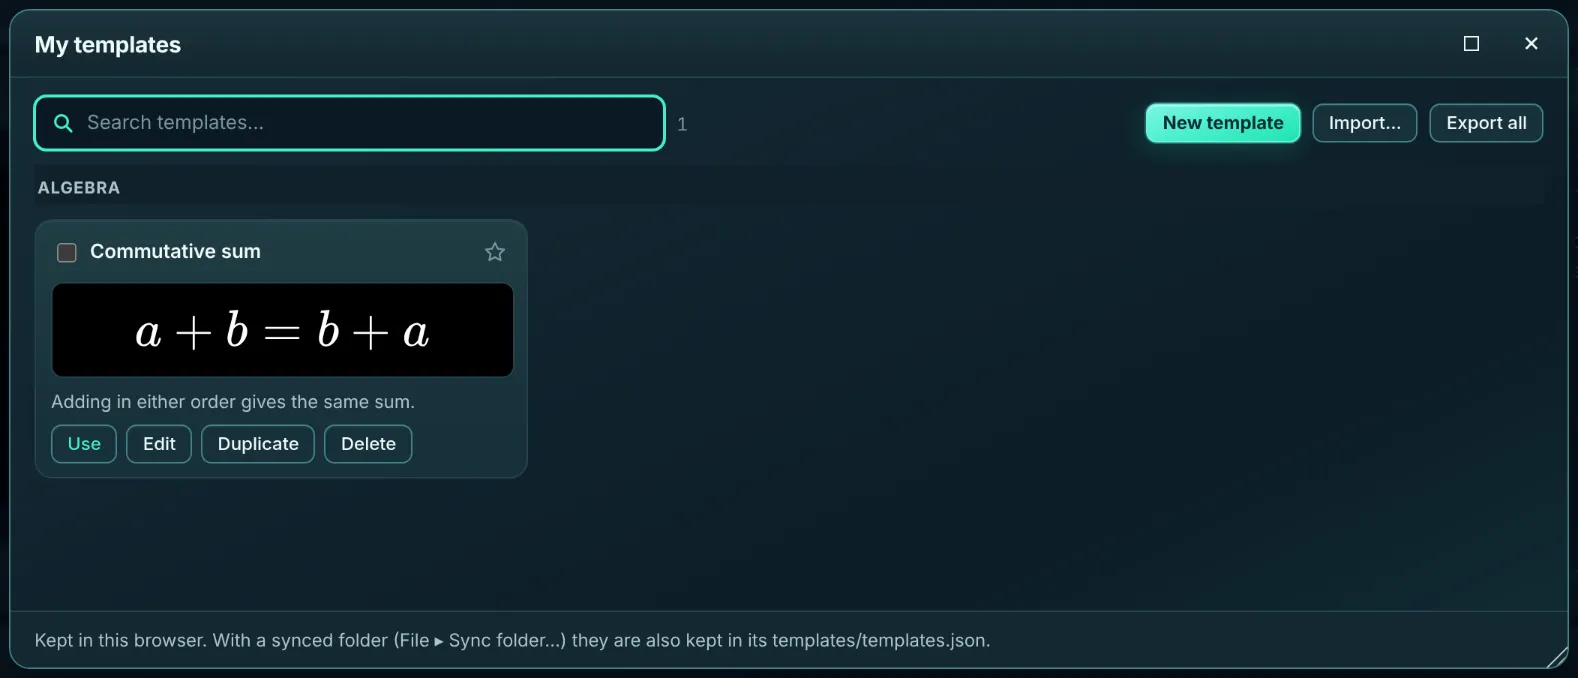 My templates
Search templates...
1
New template
Import...
Export all
ALGEBRA
Commutative sum
a + b = b + a
Adding in either order gives the same sum.
Use
Edit
Duplicate
Delete
Kept in this browser. With a synced folder (File ▸ Sync folder...) they are also kept in its templates/templates.json.